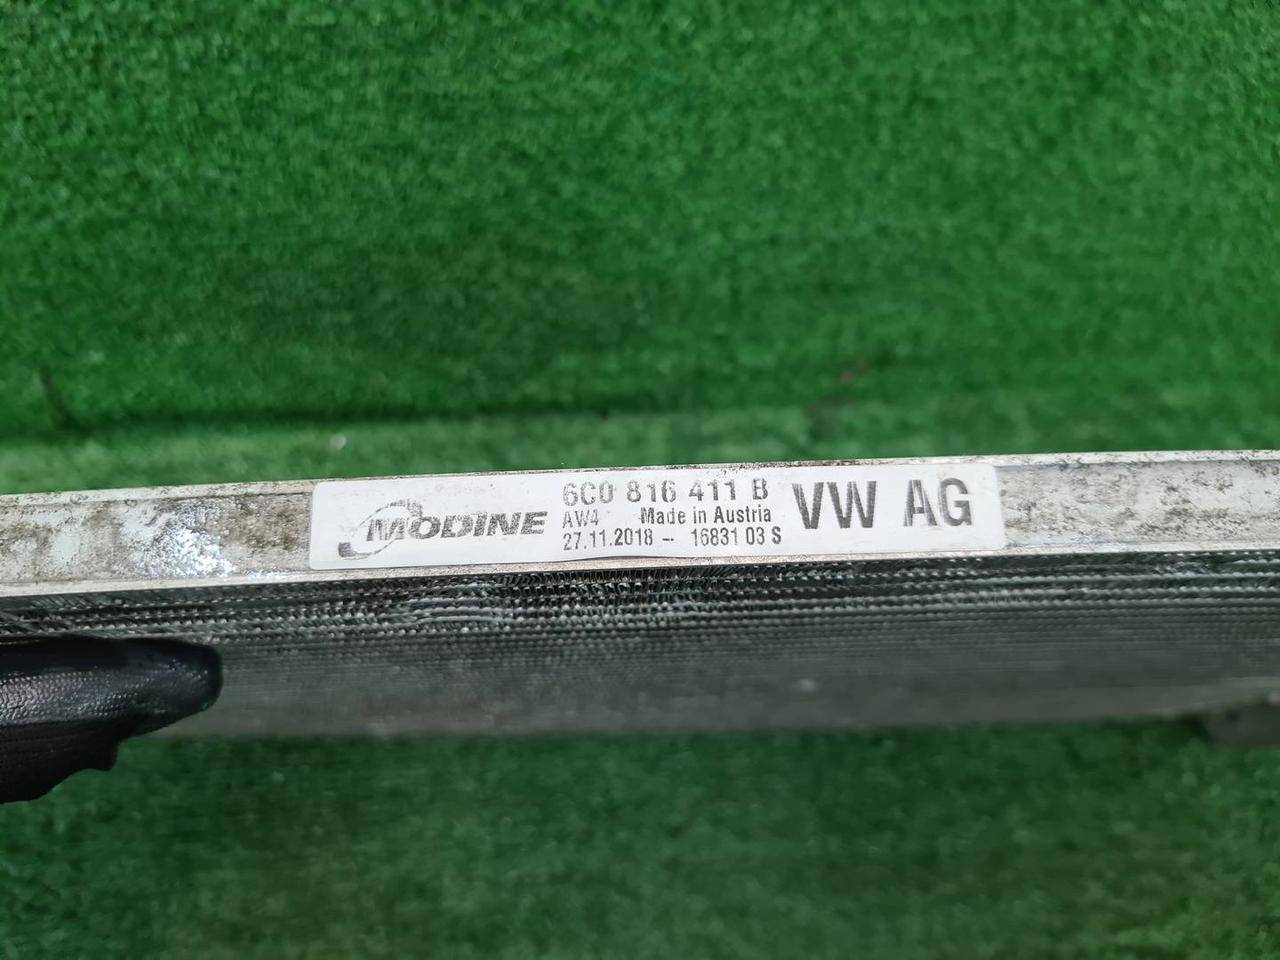 MODINE
6C0 816 411 B
AW4 Made in Austria
27.11.2018 - 16831 03 S
VW AG